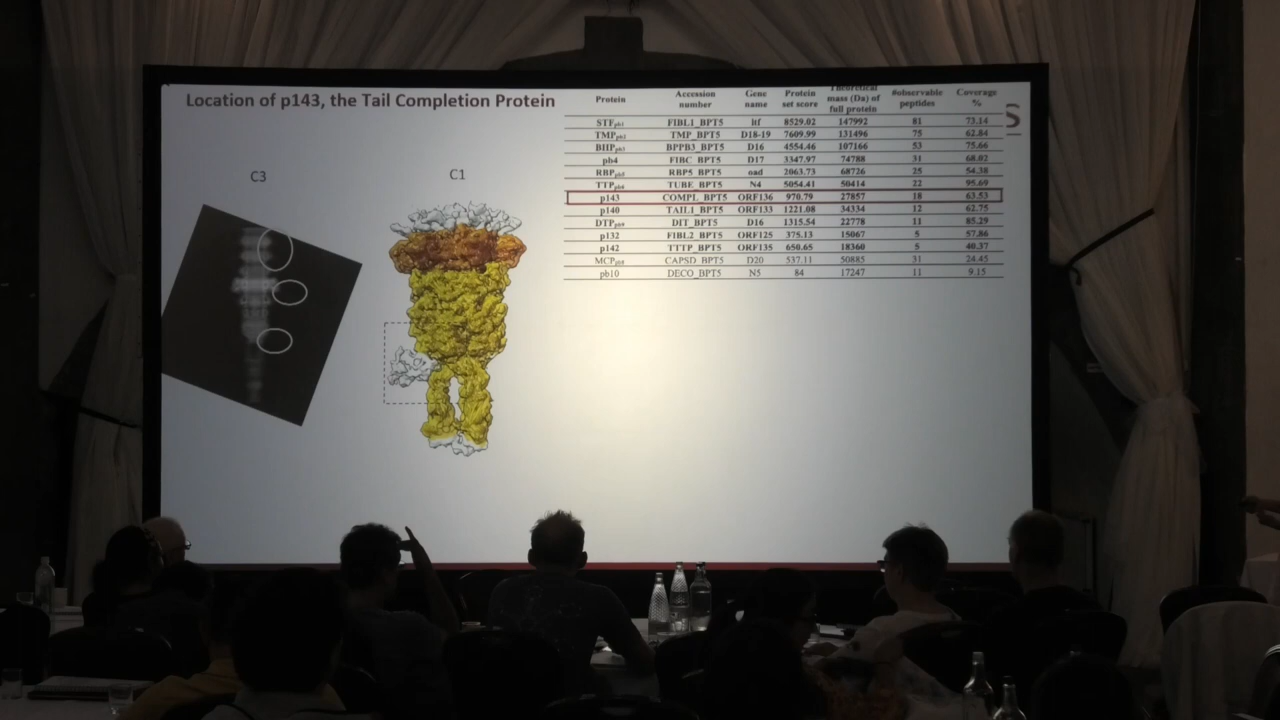 Location of p143, the Tail Completion Protein
C3
C1
Protein Accession number Gene name Protein set score Theoretical mass (Da) of full protein #observable peptides Coverage %
STFpb1 FIBL1_BPT5 ltf 8529.02 147992 81 73.14
TMPpb2 TMP_BPT5 D18-19 7609.99 131496 75 62.84
BHPpb3 BPPB3_BPT5 D16 4554.46 107166 53 75.66
pb4 FIBC_BPT5 D17 3347.97 74788 31 68.02
RBPpb5 RBP5_BPT5 oad 2063.73 68726 25 54.38
TTPpb6 TUBE_BPT5 N4 5054.41 50414 22 95.69
p143 COMPL_BPT5 ORF136 970.79 27857 18 63.53
p140 TAIL1_BPT5 ORF133 1221.08 34334 12 62.75
DTPpb9 DIT_BPT5 D16 1315.54 22778 11 85.29
p132 FIBL2_BPT5 ORF125 375.13 15067 5 57.86
p142 TTTP_BPT5 ORF135 650.65 18360 5 40.37
MCPpb8 CAPSD_BPT5 D20 537.11 50885 31 24.45
pb10 DECO_BPT5 N5 84 17247 11 9.15
S